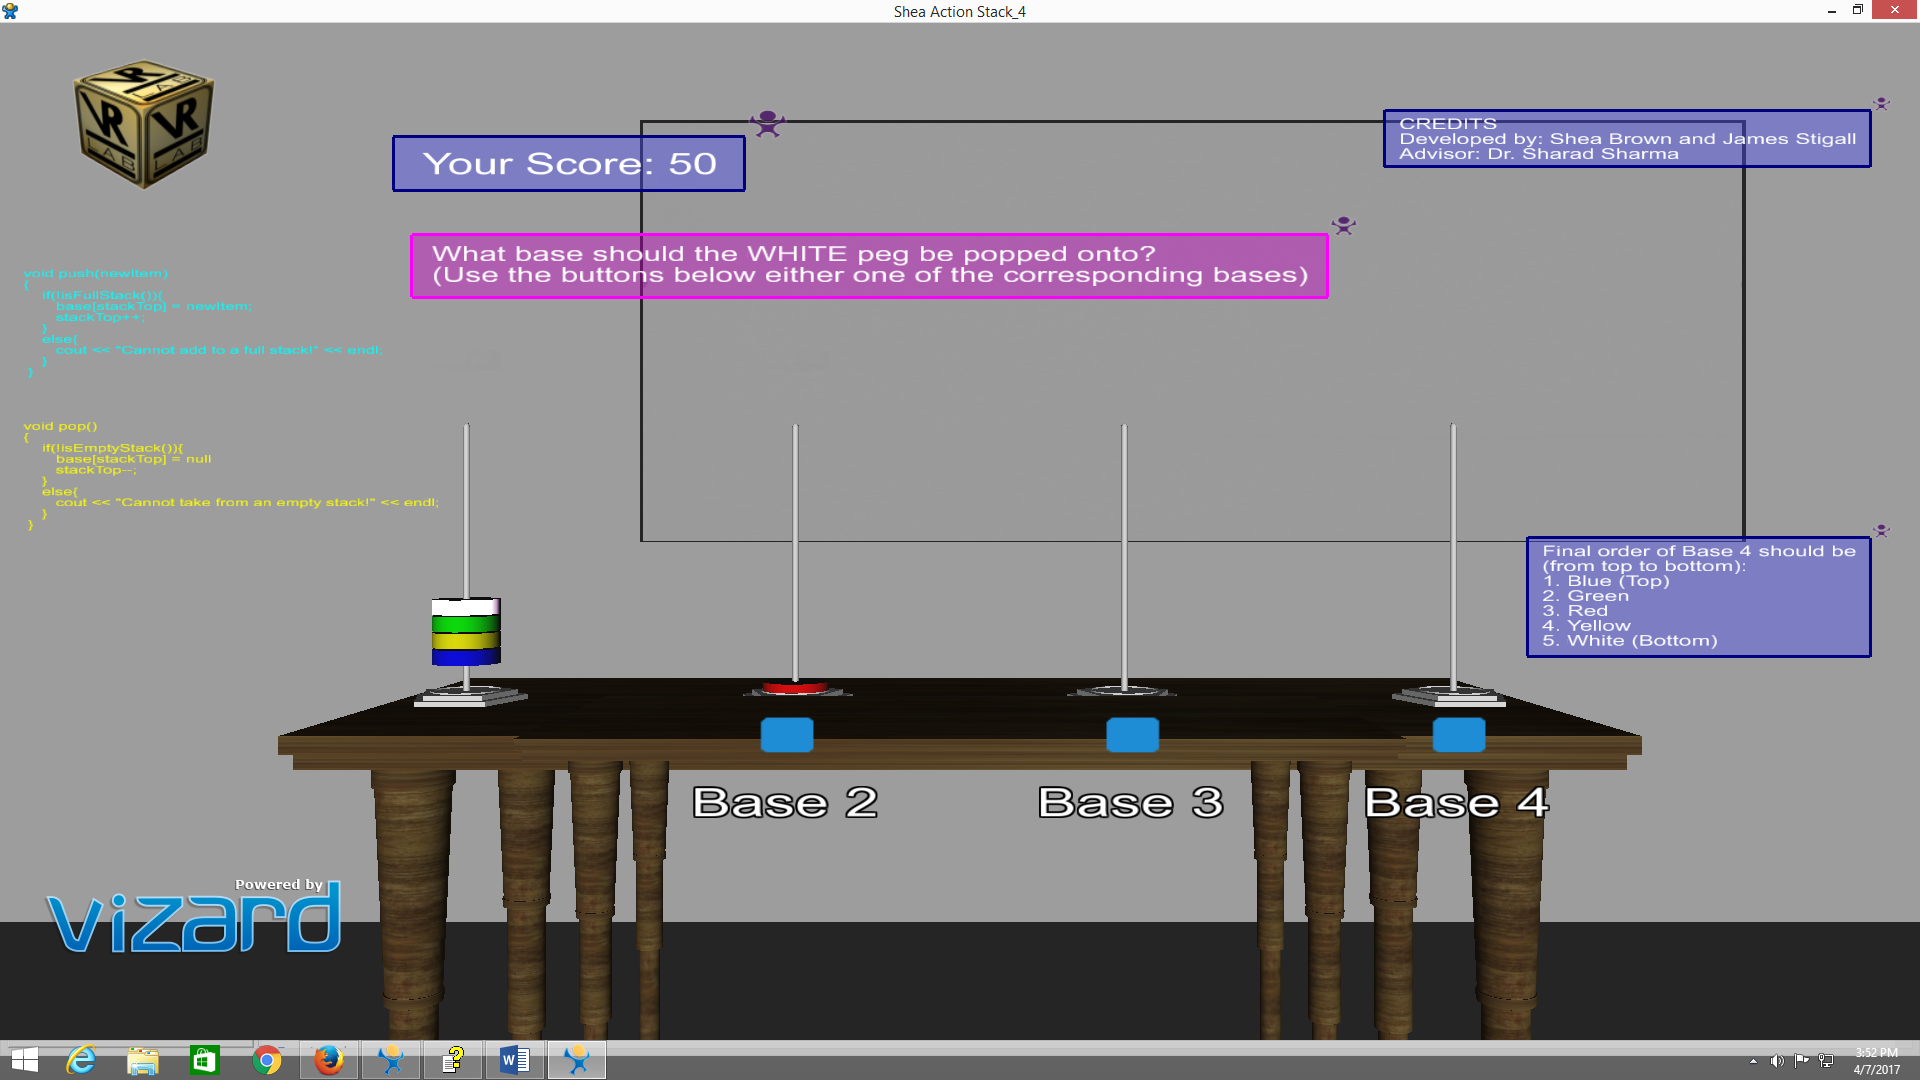 Shea Action Stack_4
VR
LAB
VR
LAB
VR
LAB
Your Score: 50
CREDITS
Developed by: Shea Brown and James Stigall
Advisor: Dr. Sharad Sharma
What base should the WHITE peg be popped onto?
(Use the buttons below either one of the corresponding bases)
void push(newItem)
{
if(!isFullStack()){
base[stackTop] = newItem;
stackTop++;
}
else{
cout << "Cannot add to a full stack!" << endl;
}
}
void pop()
{
if(!isEmptyStack()){
base[stackTop] = null
stackTop--;
}
else{
cout << "Cannot take from an empty stack!" << endl;
}
}
Final order of Base 4 should be
(from top to bottom):
1. Blue (Top)
2. Green
3. Red
4. Yellow
5. White (Bottom)
Base 2
Base 3
Base 4
Powered by
vizard
3:52 PM
4/7/2017